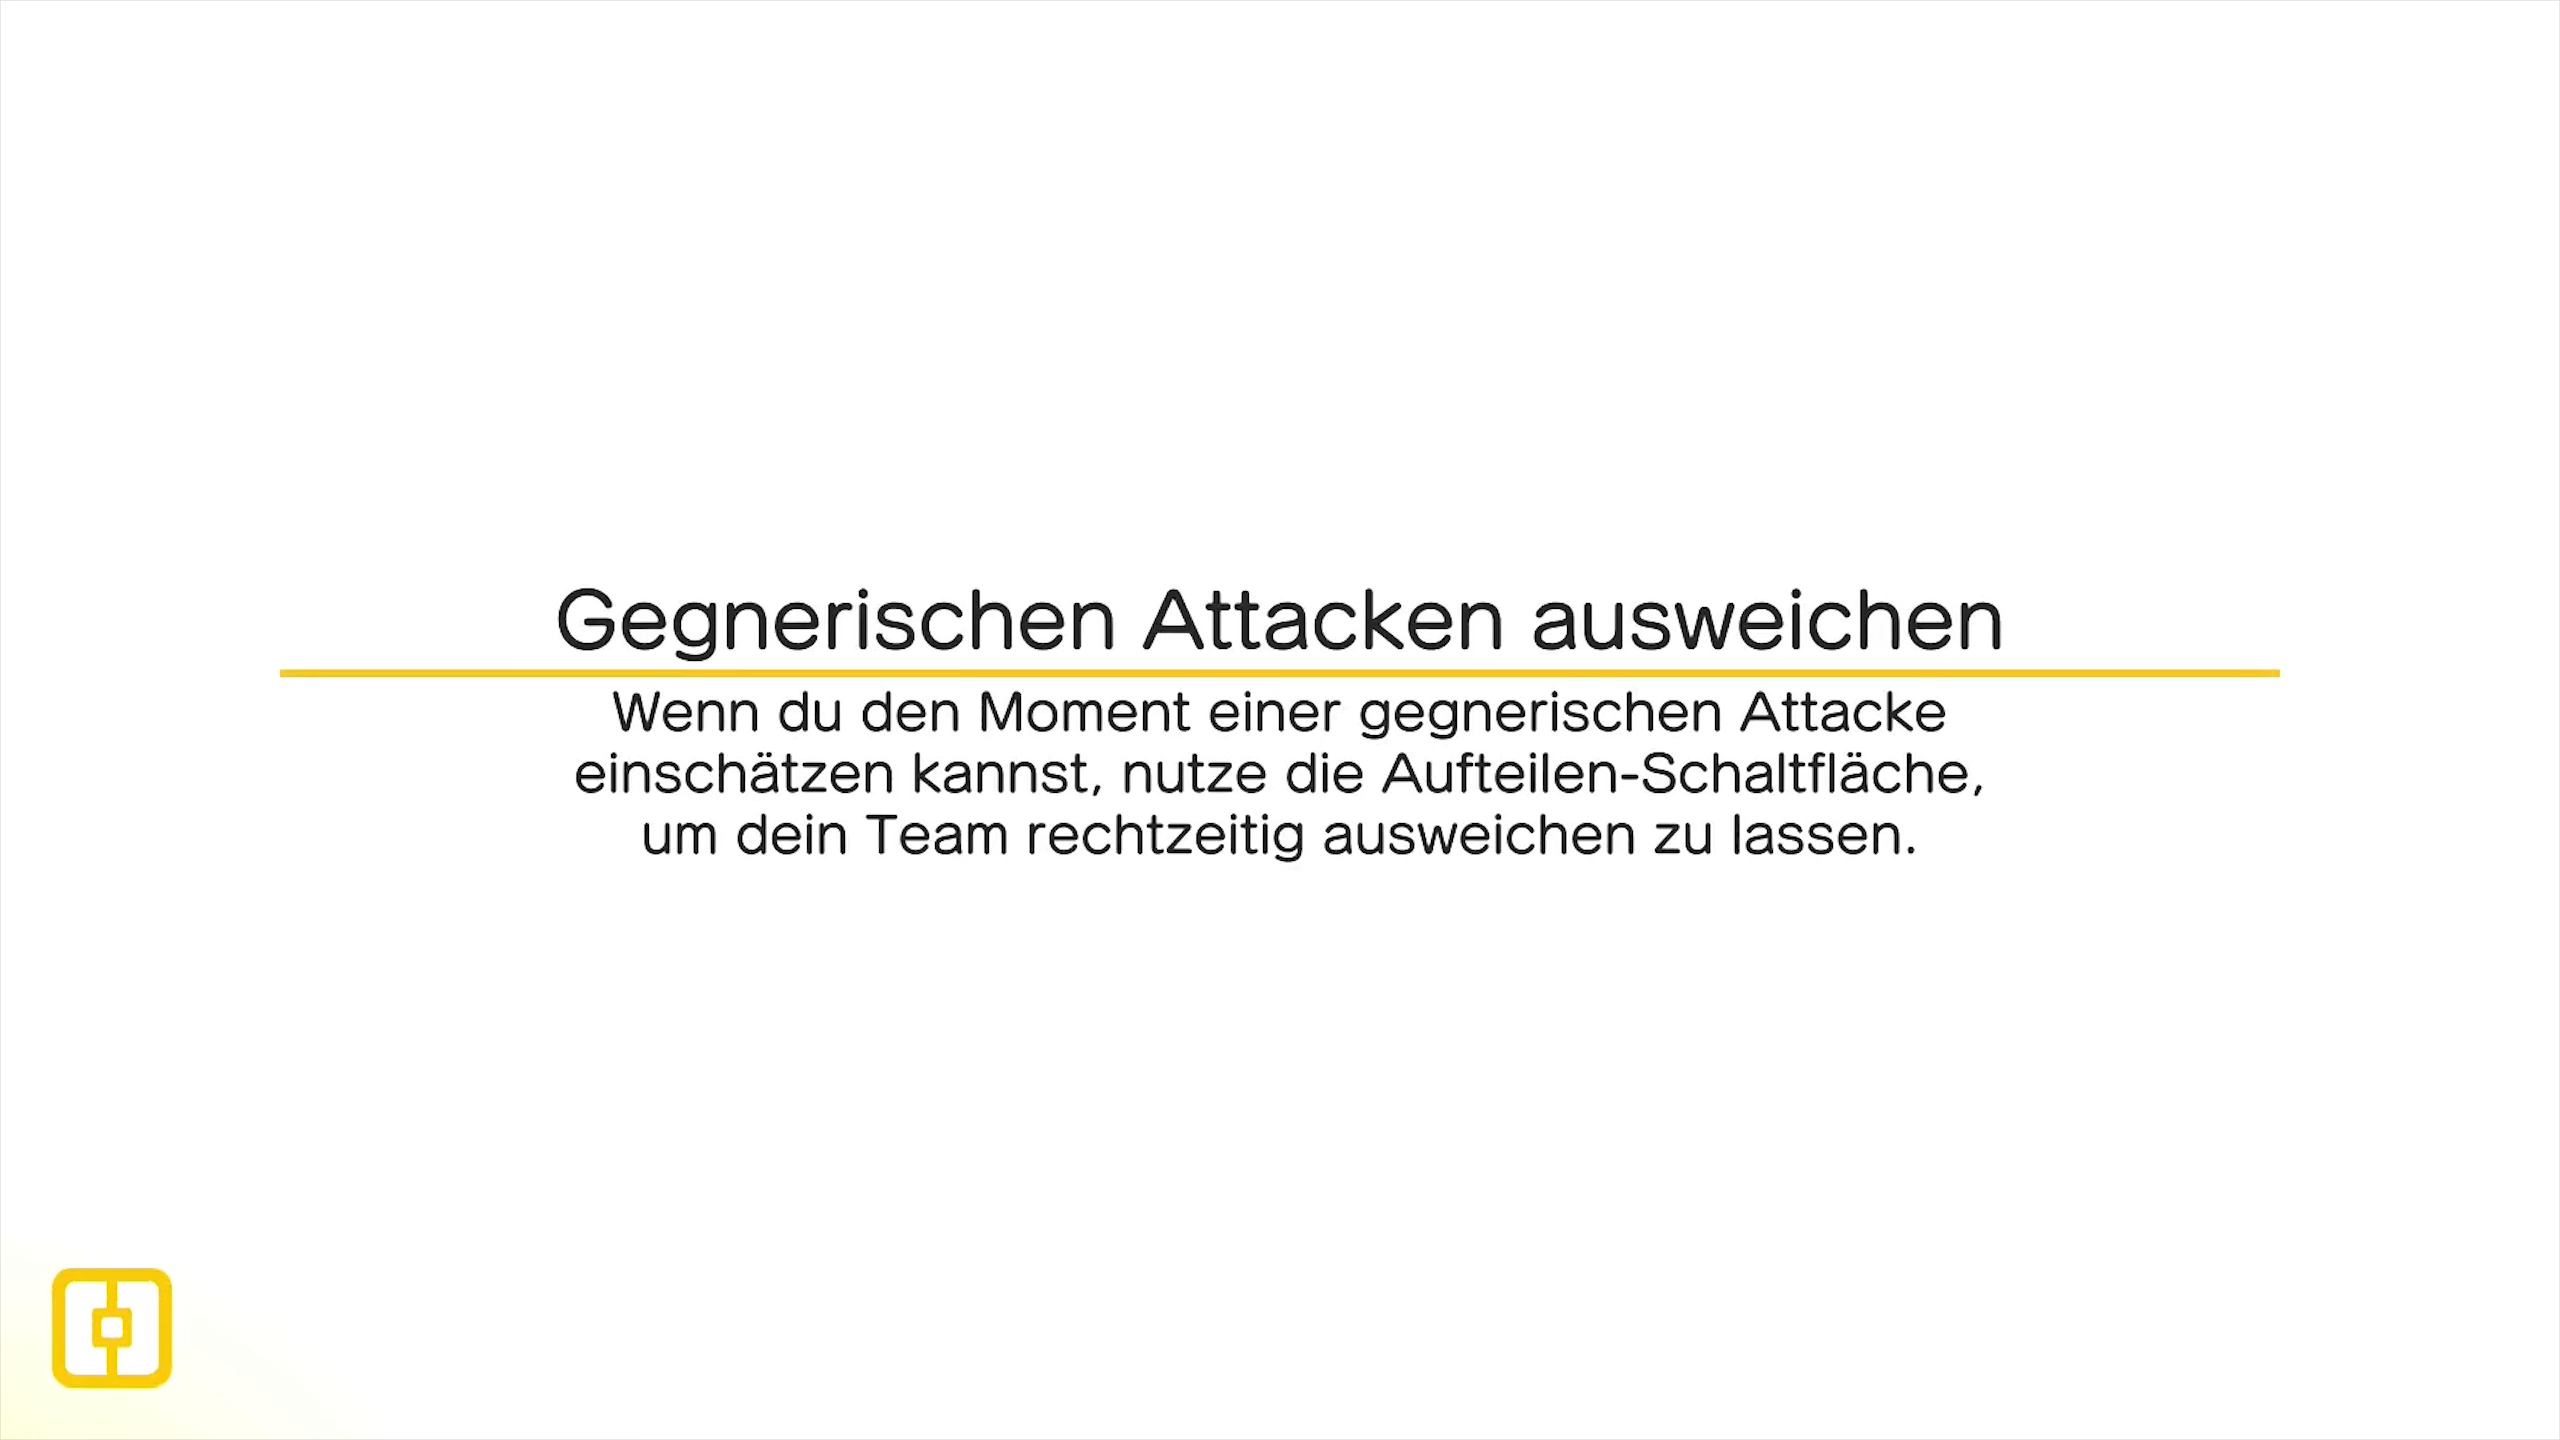 Gegnerischen Attacken ausweichen
Wenn du den Moment einer gegnerischen Attacke
einschätzen kannst, nutze die Aufteilen-Schaltfläche,
um dein Team rechtzeitig ausweichen zu lassen.